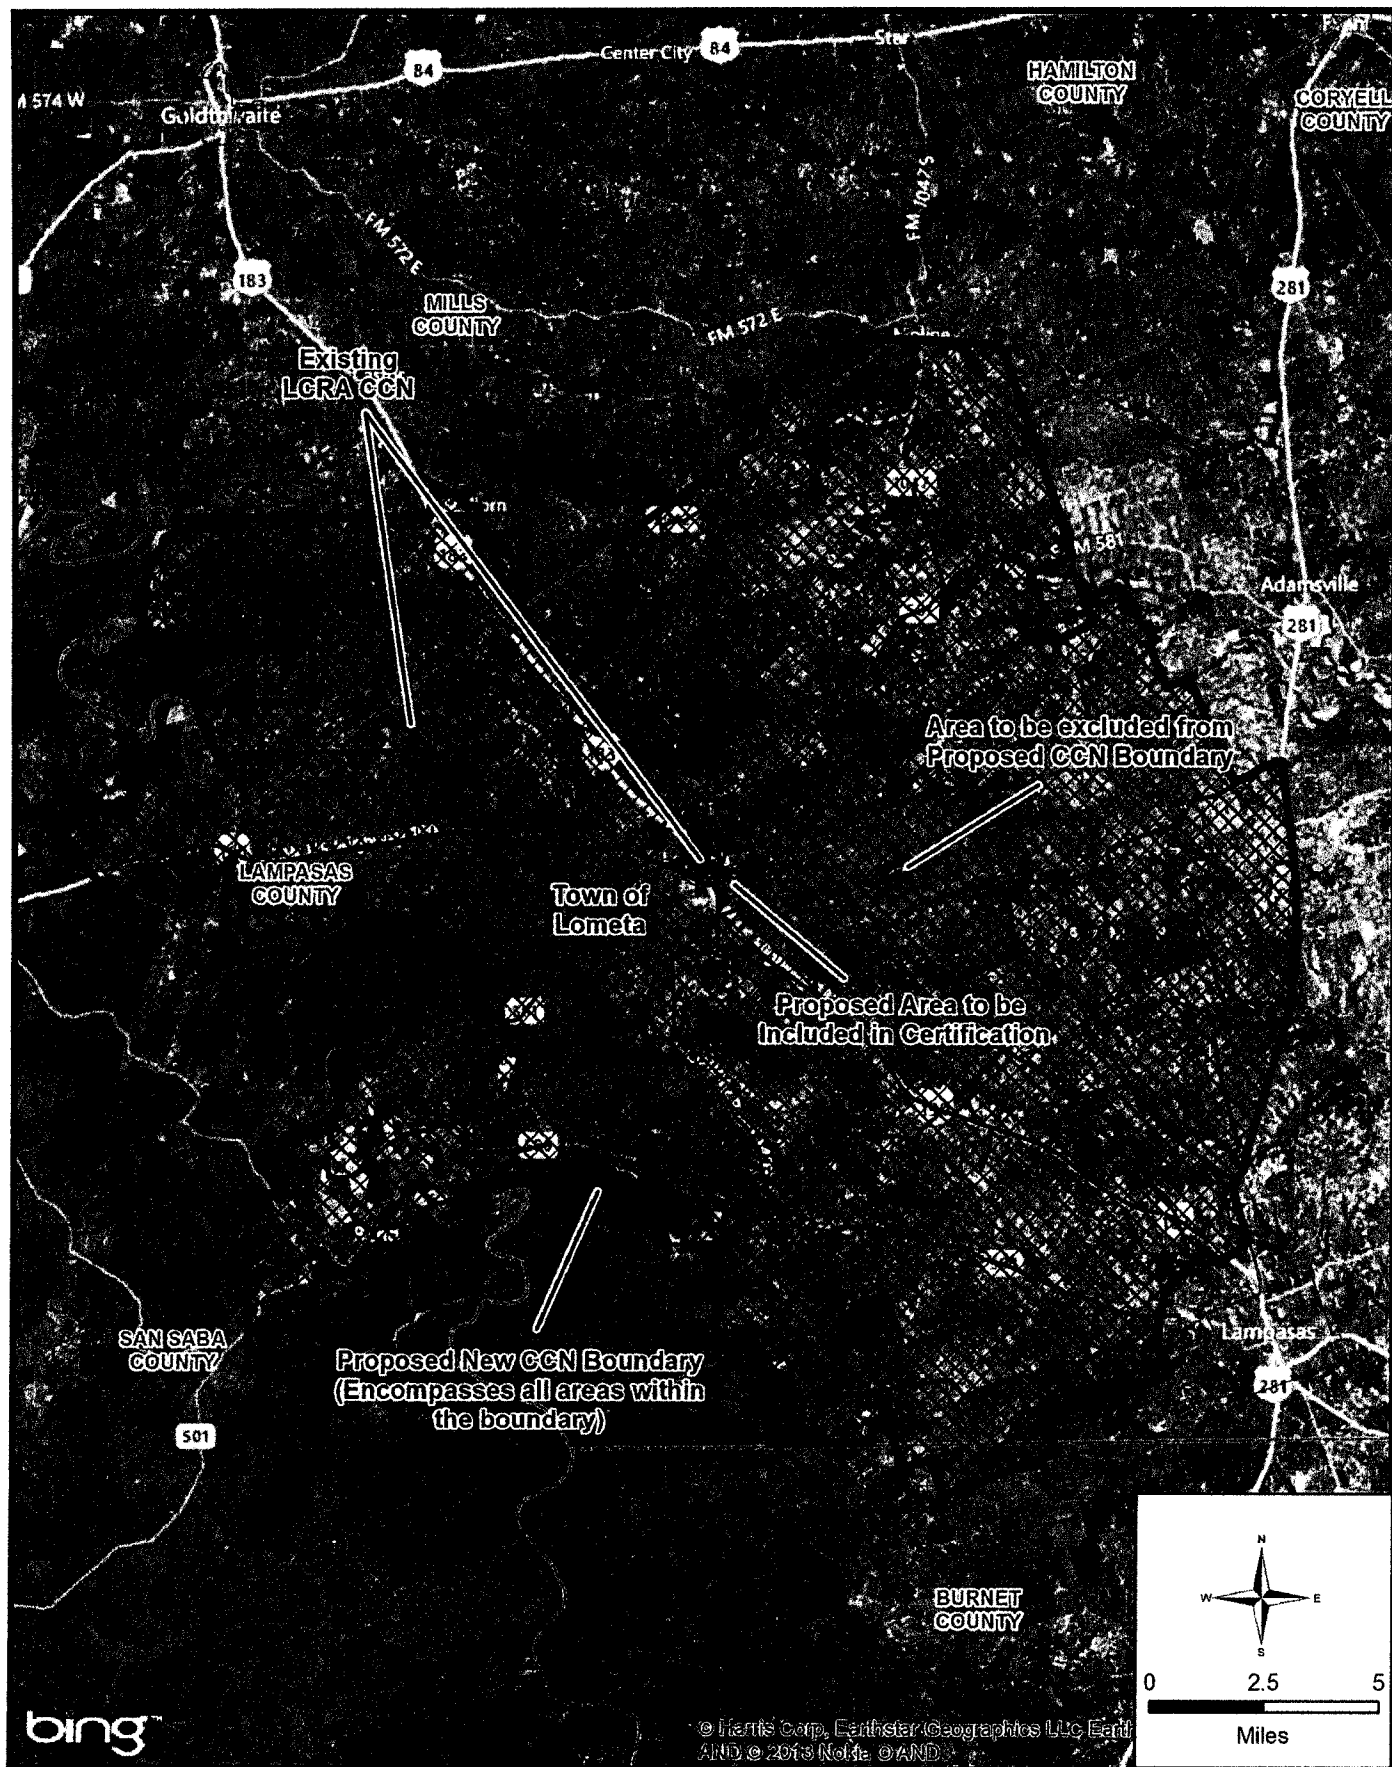 84
Center City
84
Star
HAMILTON
COUNTY
CORYELL
COUNTY
M 574 W
Goldthwaite
FM 1047 S
FM 572 E
183
281
MILLS
COUNTY
FM 572 E
Existing
LCRA CCN
M 581
Adamsville
281
Area to be excluded from
Proposed CCN Boundary
LAMPASAS
COUNTY
Town of
Lometa
Proposed Area to be
Included in Certification
SAN SABA
COUNTY
Lampasas
Proposed New CCN Boundary
(Encompasses all areas within
the boundary)
281
501
BURNET
COUNTY
N
W
E
S
0 2.5 5
Miles
bing™
© Harris Corp, Earthstar Geographics LLC Earth
AND © 2013 Nokia © AND